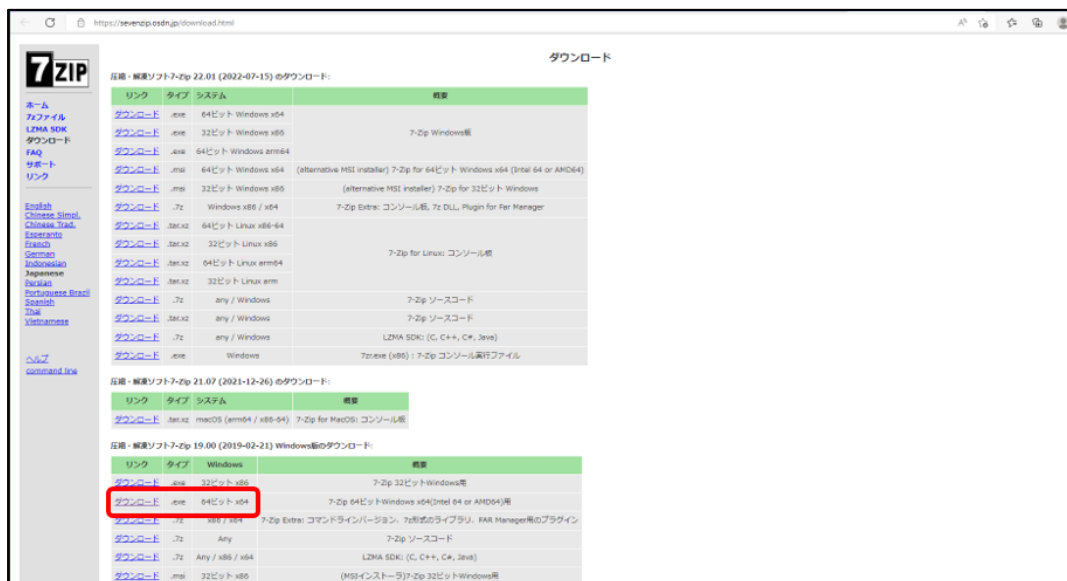 https://sevenzip.osdn.jp/download.html
7ZIP
ホーム
7zファイル
LZMA SDK
ダウンロード
FAQ
サポート
リンク
English
Chinese Simpl.
Chinese Trad.
Esperanto
French
German
Indonesian
Japanese
Persian
Portuguese Brazil
Spanish
Thai
Vietnamese
ヘルプ
command line
ダウンロード
圧縮・解凍ソフト7-Zip 22.01 (2022-07-15) のダウンロード:
リンク タイプ システム 概要
ダウンロード .exe 64ビット Windows x64
ダウンロード .exe 32ビット Windows x86 7-Zip Windows版
ダウンロード .exe 64ビット Windows arm64
ダウンロード .msi 64ビット Windows x64 (alternative MSI installer) 7-Zip for 64ビット Windows x64 (Intel 64 or AMD64)
ダウンロード .msi 32ビット Windows x86 (alternative MSI installer) 7-Zip for 32ビット Windows
ダウンロード .7z Windows x86 / x64 7-Zip Extra: コンソール版, 7z DLL, Plugin for Far Manager
ダウンロード .tar.xz 64ビット Linux x86-64
ダウンロード .tar.xz 32ビット Linux x86
7-Zip for Linux: コンソール版
ダウンロード .tar.xz 64ビット Linux arm64
ダウンロード .tar.xz 32ビット Linux arm
ダウンロード .7z any / Windows 7-Zip ソースコード
ダウンロード .tar.xz any / Windows 7-Zip ソースコード
ダウンロード .7z any / Windows LZMA SDK: (C, C++, C#, Java)
ダウンロード .exe Windows 7zr.exe (x86) : 7-Zip コンソール実行ファイル
圧縮・解凍ソフト7-Zip 21.07 (2021-12-26) のダウンロード:
リンク タイプ システム 概要
ダウンロード .tar.xz macOS (arm64 / x86-64) 7-Zip for MacOS: コンソール版
圧縮・解凍ソフト7-Zip 19.00 (2019-02-21) Windows版のダウンロード:
リンク タイプ Windows 概要
ダウンロード .exe 32ビット x86 7-Zip 32ビットWindows用
ダウンロード .exe 64ビット x64 7-Zip 64ビットWindows x64(Intel 64 or AMD64)用
ダウンロード .7z x86 / x64 7-Zip Extra: コマンドラインバージョン、7z形式のライブラリ、FAR Manager用のプラグイン
ダウンロード .7z Any 7-Zip ソースコード
ダウンロード .7z Any / x86 / x64 LZMA SDK: (C, C++, C#, Java)
ダウンロード .msi 32ビット x86 (MSIインストーラ)7-Zip 32ビットWindows用